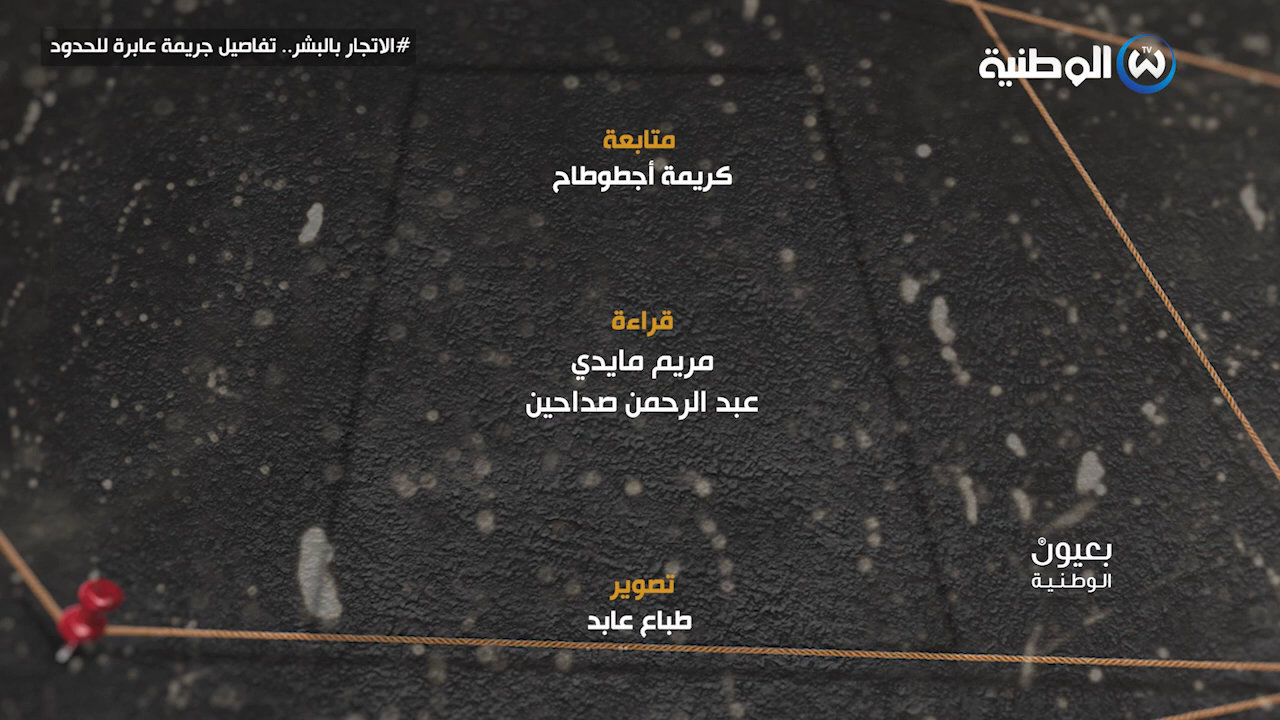 #الاتجار بالبشر.. تفاصيل جريمة عابرة للحدود
الوطنية TV
متابعة
كريمة أجطوطاح
قراءة
مريم مايدي
عبد الرحمن صداحين
تصوير
طباع عابد
بعيون
الوطنية